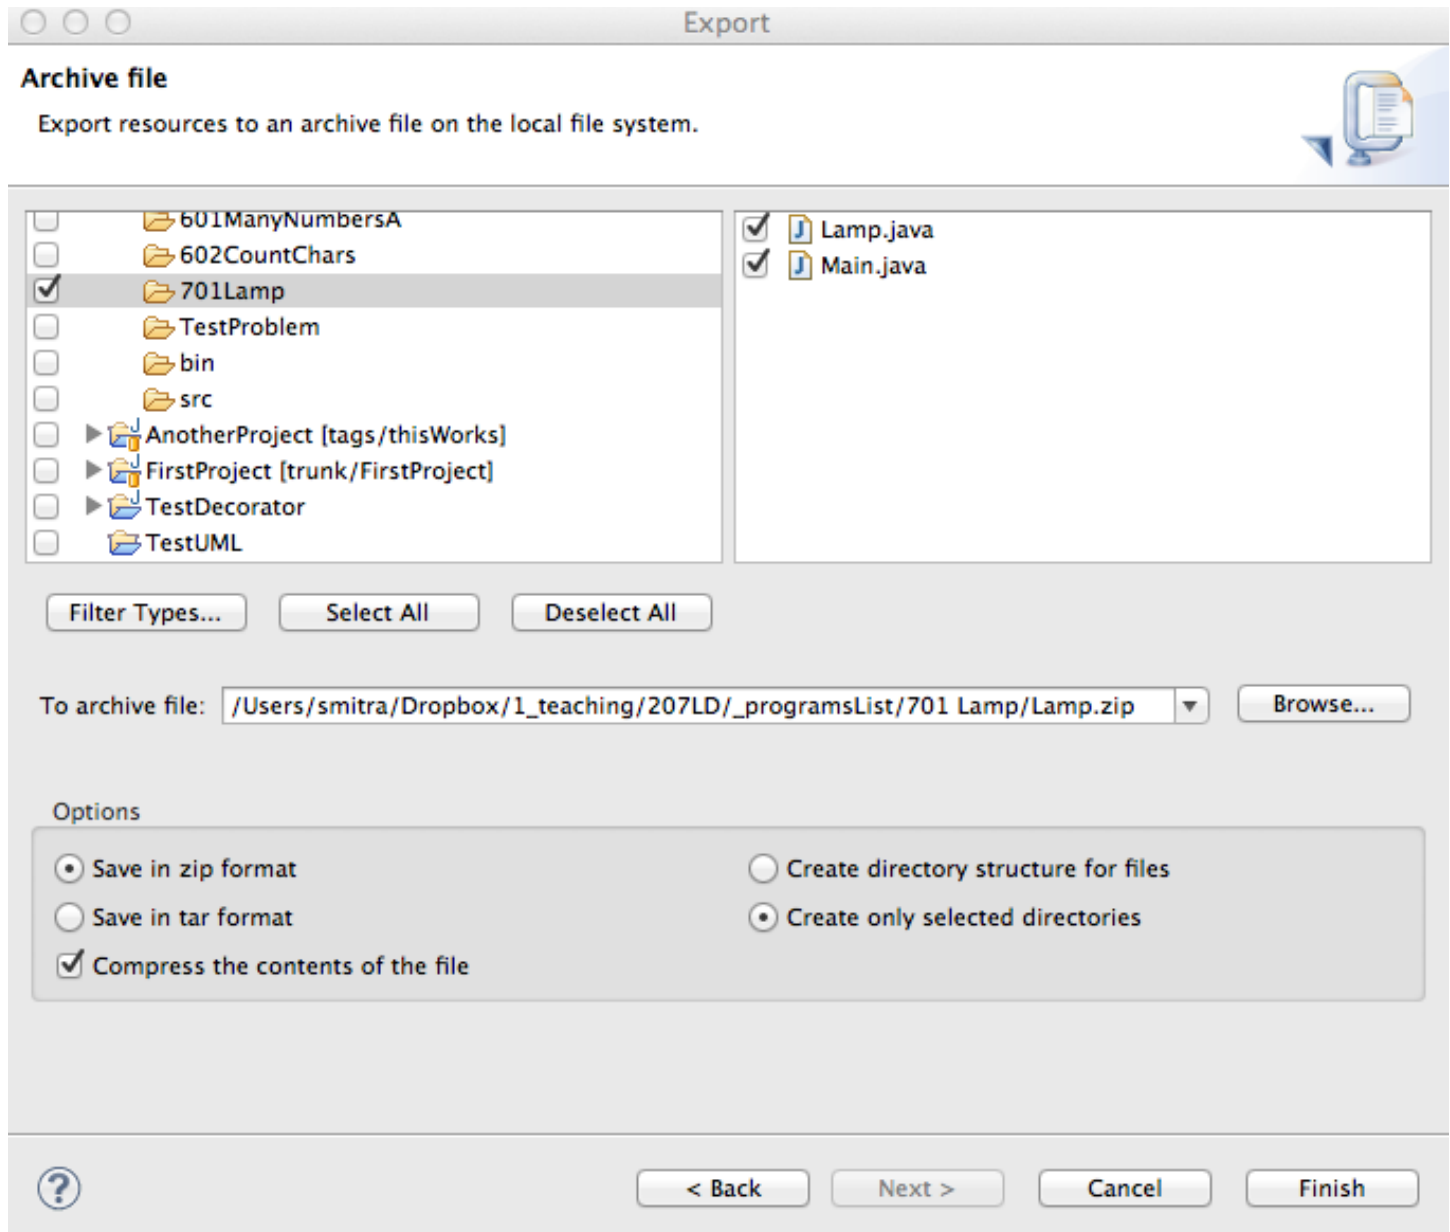 Export
Archive file
Export resources to an archive file on the local file system.
601ManyNumbersA
602CountChars
701Lamp
TestProblem
bin
src
AnotherProject [tags/thisWorks]
FirstProject [trunk/FirstProject]
TestDecorator
TestUML
Lamp.java
Main.java
Filter Types...
Select All
Deselect All
To archive file: /Users/smitra/Dropbox/1_teaching/207LD/_programsList/701 Lamp/Lamp.zip
Browse...
Options
Save in zip format
Save in tar format
Compress the contents of the file
Create directory structure for files
Create only selected directories
?
< Back
Next >
Cancel
Finish